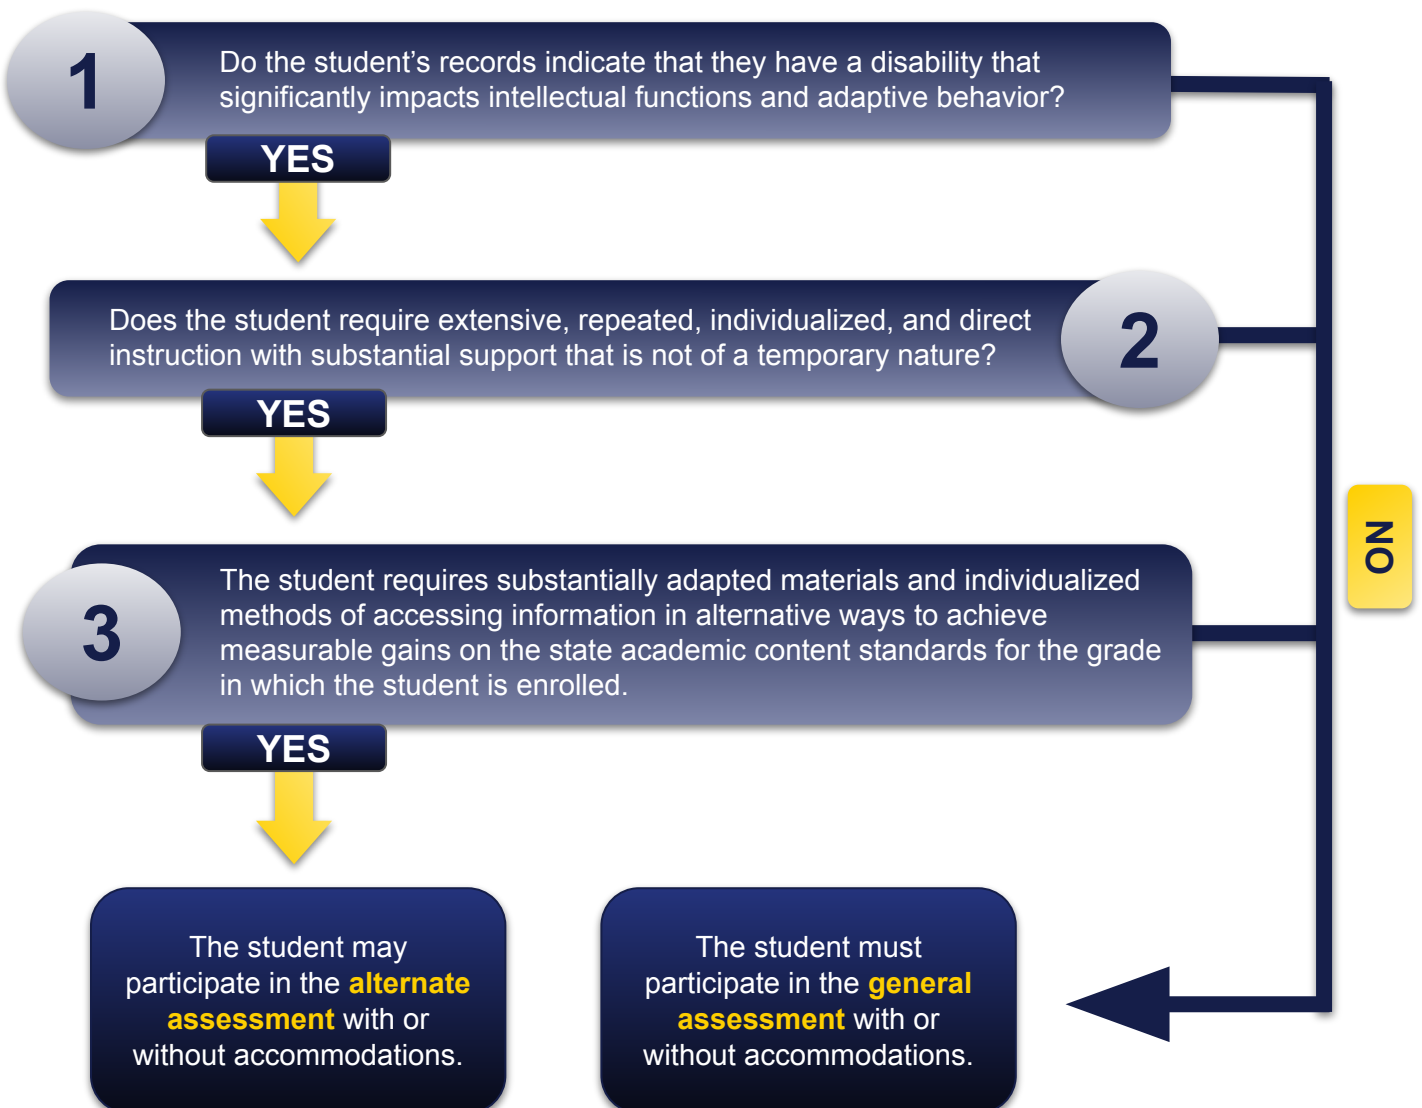 1
Do the student’s records indicate that they have a disability that
significantly impacts intellectual functions and adaptive behavior?
YES
Does the student require extensive, repeated, individualized, and direct
instruction with substantial support that is not of a temporary nature?
2
YES
NO
3
The student requires substantially adapted materials and individualized
methods of accessing information in alternative ways to achieve
measurable gains on the state academic content standards for the grade
in which the student is enrolled.
YES
The student may
participate in the alternate
assessment with or
without accommodations.
The student must
participate in the general
assessment with or
without accommodations.